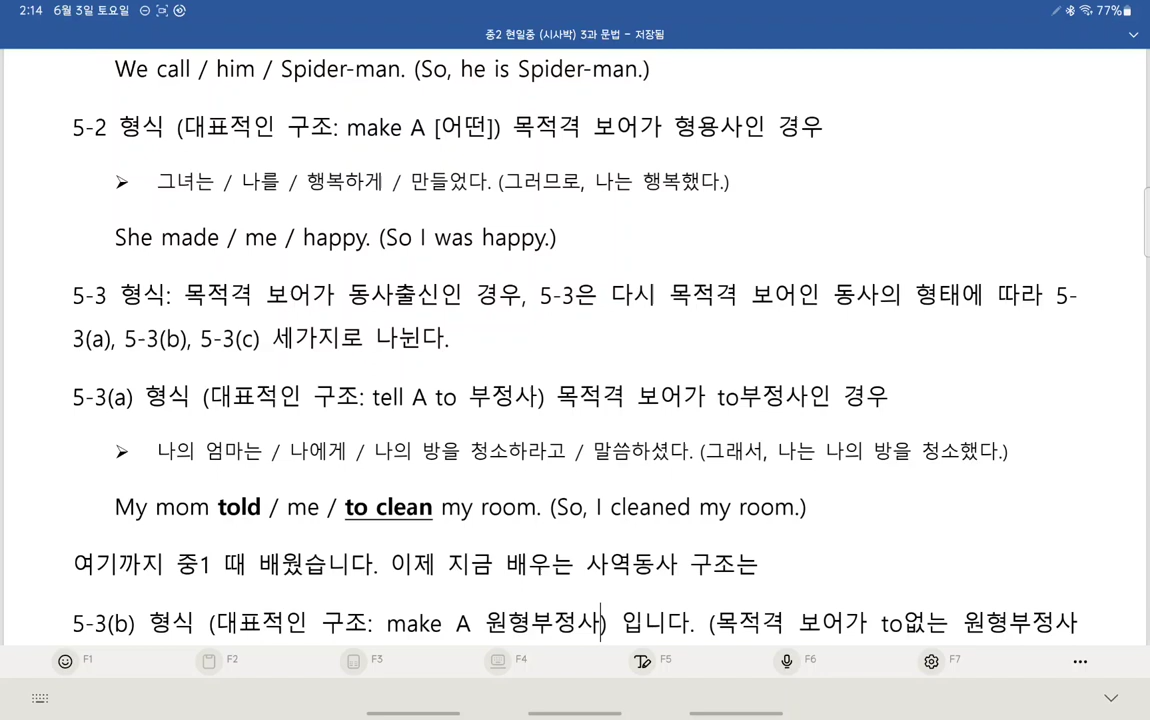 2:14 6월 3일 토요일 77%
중2 현일중 (시사박) 3과 문법 – 저장됨
We call / him / Spider-man. (So, he is Spider-man.)
5-2 형식 (대표적인 구조: make A [어떤]) 목적격 보어가 형용사인 경우
➢ 그녀는 / 나를 / 행복하게 / 만들었다. (그러므로, 나는 행복했다.)
She made / me / happy. (So I was happy.)
5-3 형식: 목적격 보어가 동사출신인 경우, 5-3은 다시 목적격 보어인 동사의 형태에 따라 5-
3(a), 5-3(b), 5-3(c) 세가지로 나뉜다.
5-3(a) 형식 (대표적인 구조: tell A to 부정사) 목적격 보어가 to부정사인 경우
➢ 나의 엄마는 / 나에게 / 나의 방을 청소하라고 / 말씀하셨다. (그래서, 나는 나의 방을 청소했다.)
My mom told / me / to clean my room. (So, I cleaned my room.)
여기까지 중1 때 배웠습니다. 이제 지금 배우는 사역동사 구조는
5-3(b) 형식 (대표적인 구조: make A 원형부정사) 입니다. (목적격 보어가 to없는 원형부정사
F1 F2 F3 F4 F5 F6 F7